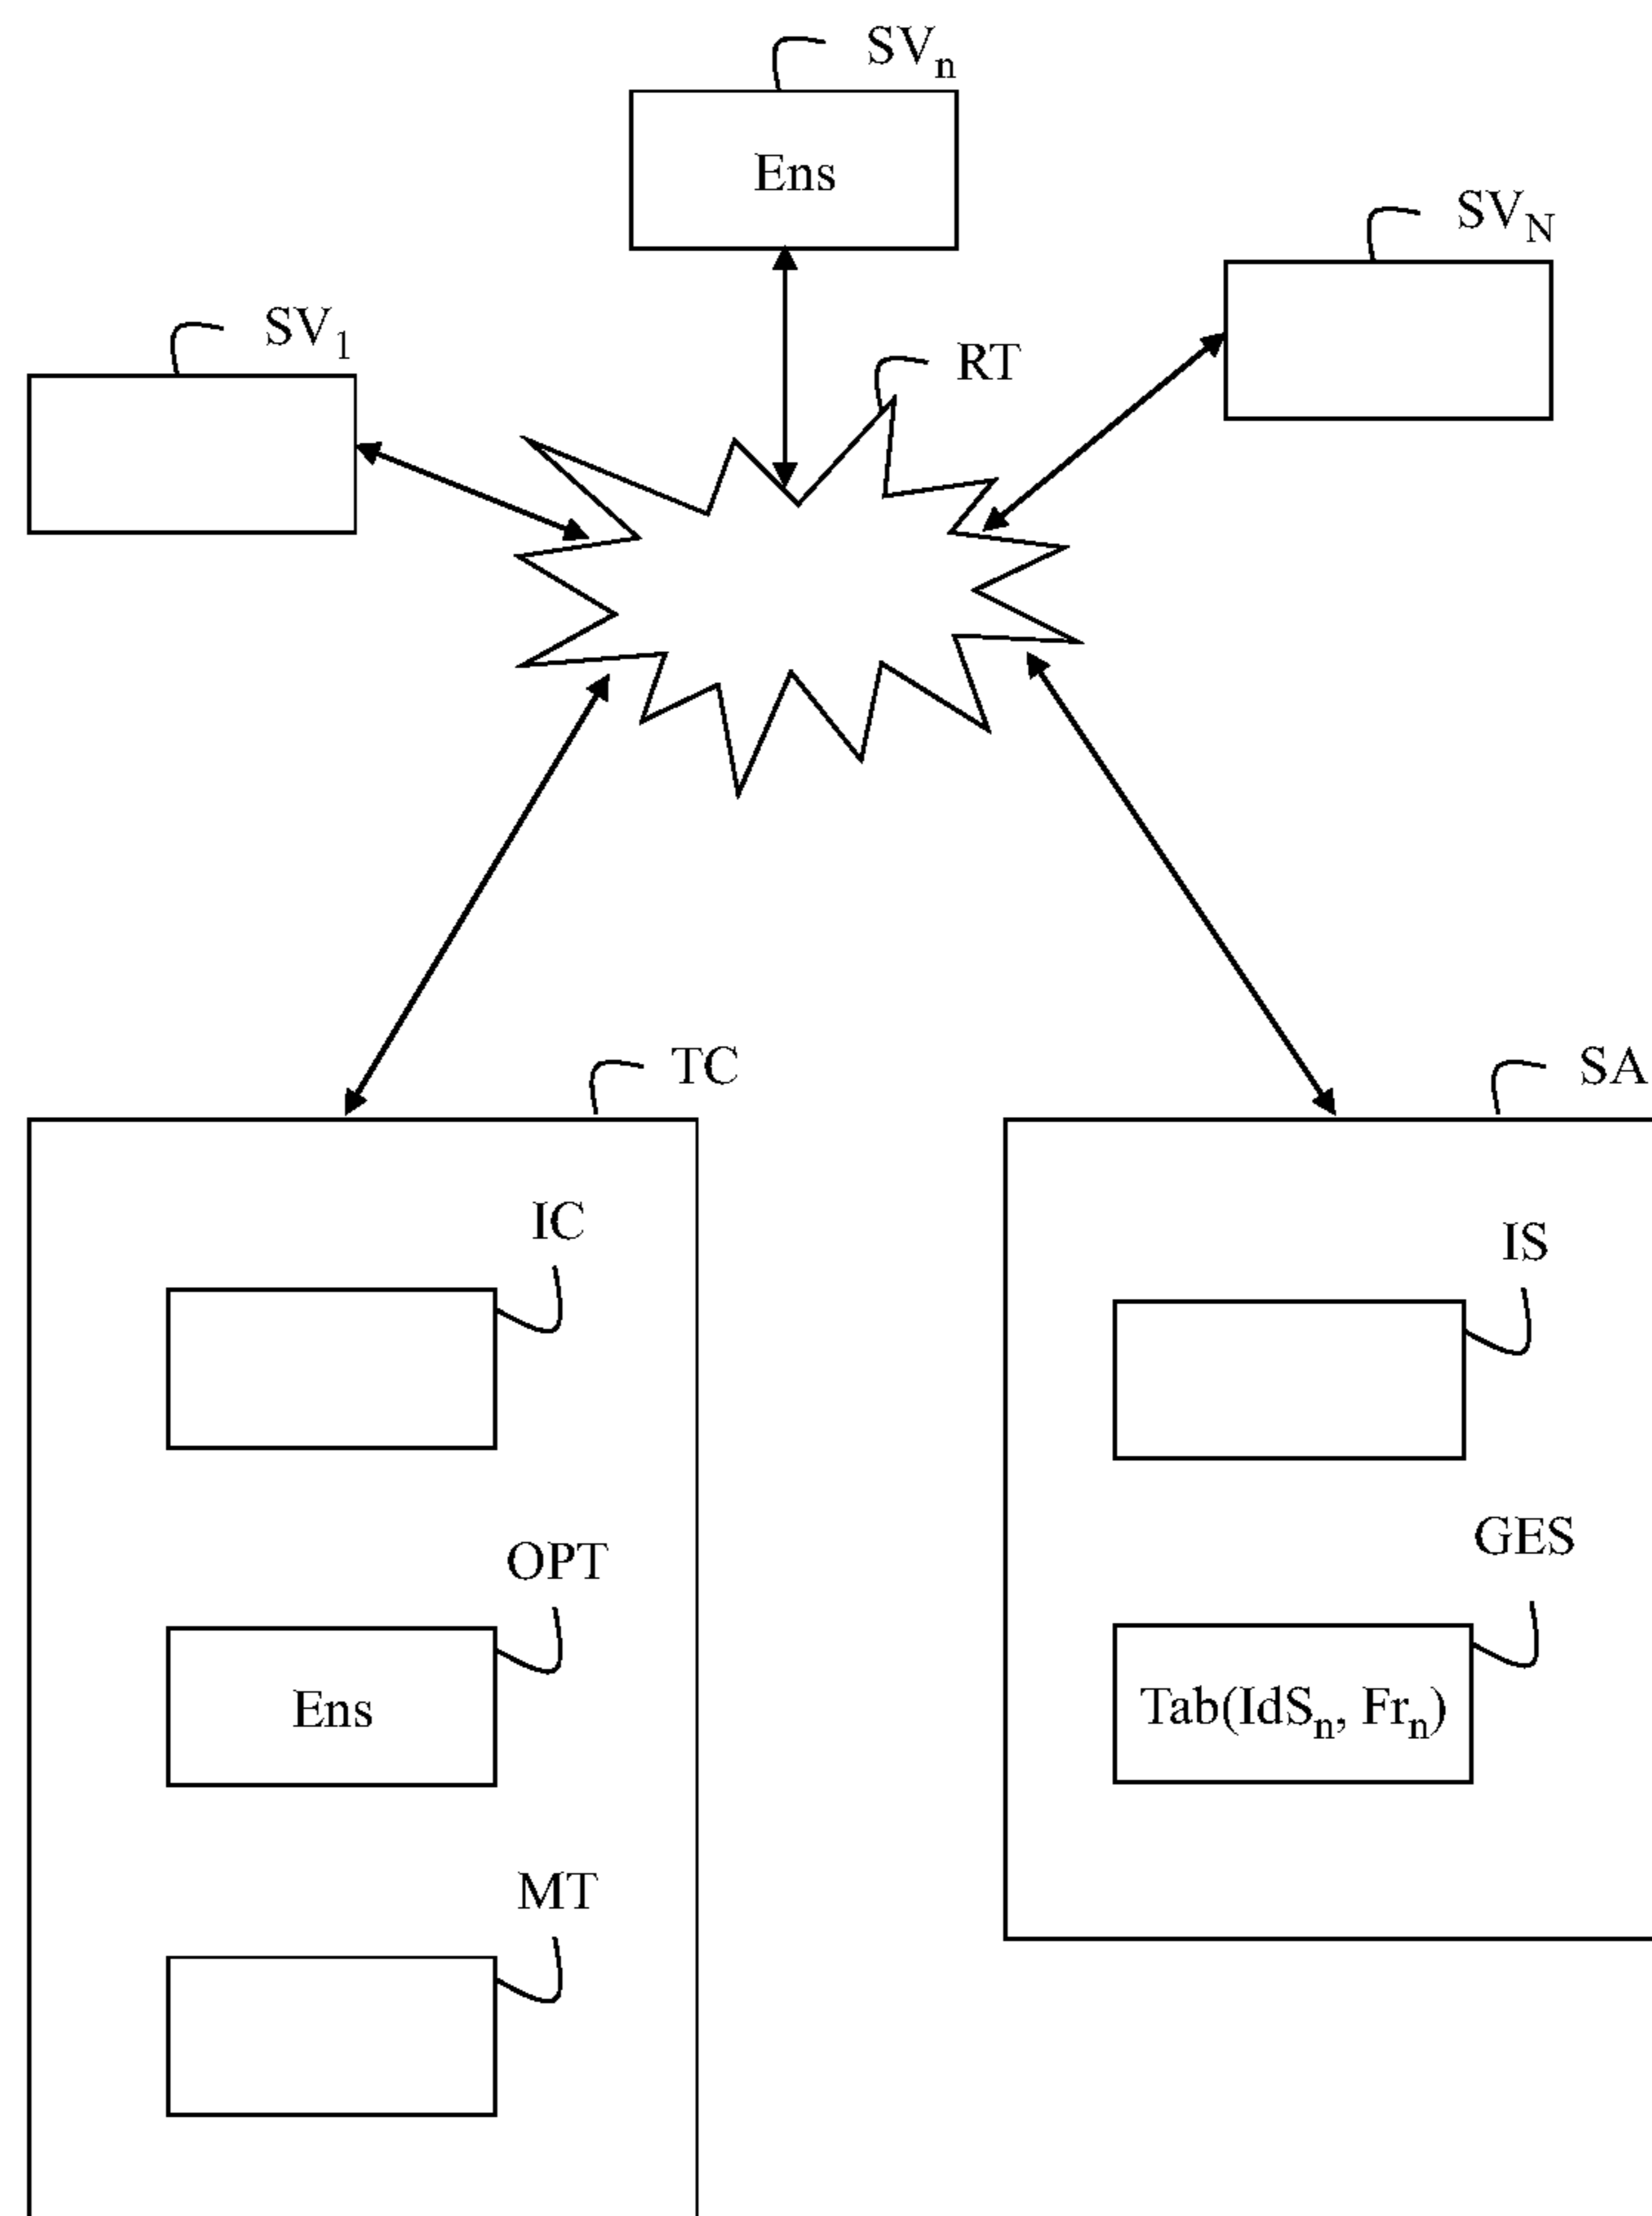 SVn
Ens
SVN
SV1
RT
TC
SA
IC
IS
OPT
GES
Ens
Tab(IdSn, Frn)
MT